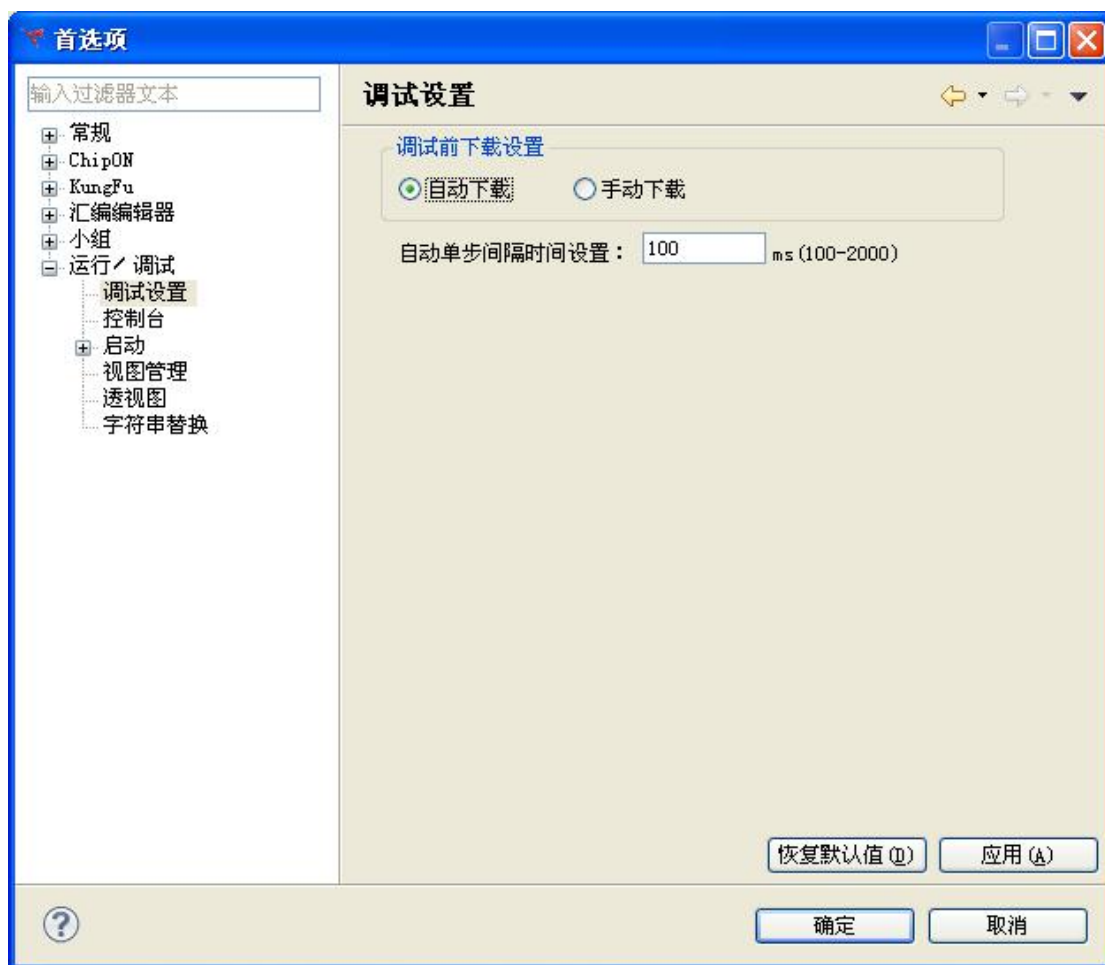 首选项
输入过滤器文本
常规
ChipON
KungFu
汇编编辑器
小组
运行／调试
调试设置
控制台
启动
视图管理
透视图
字符串替换
调试设置
调试前下载设置
自动下载 手动下载
自动单步间隔时间设置： 100 ms(100-2000)
恢复默认值(D) 应用(A)
确定 取消